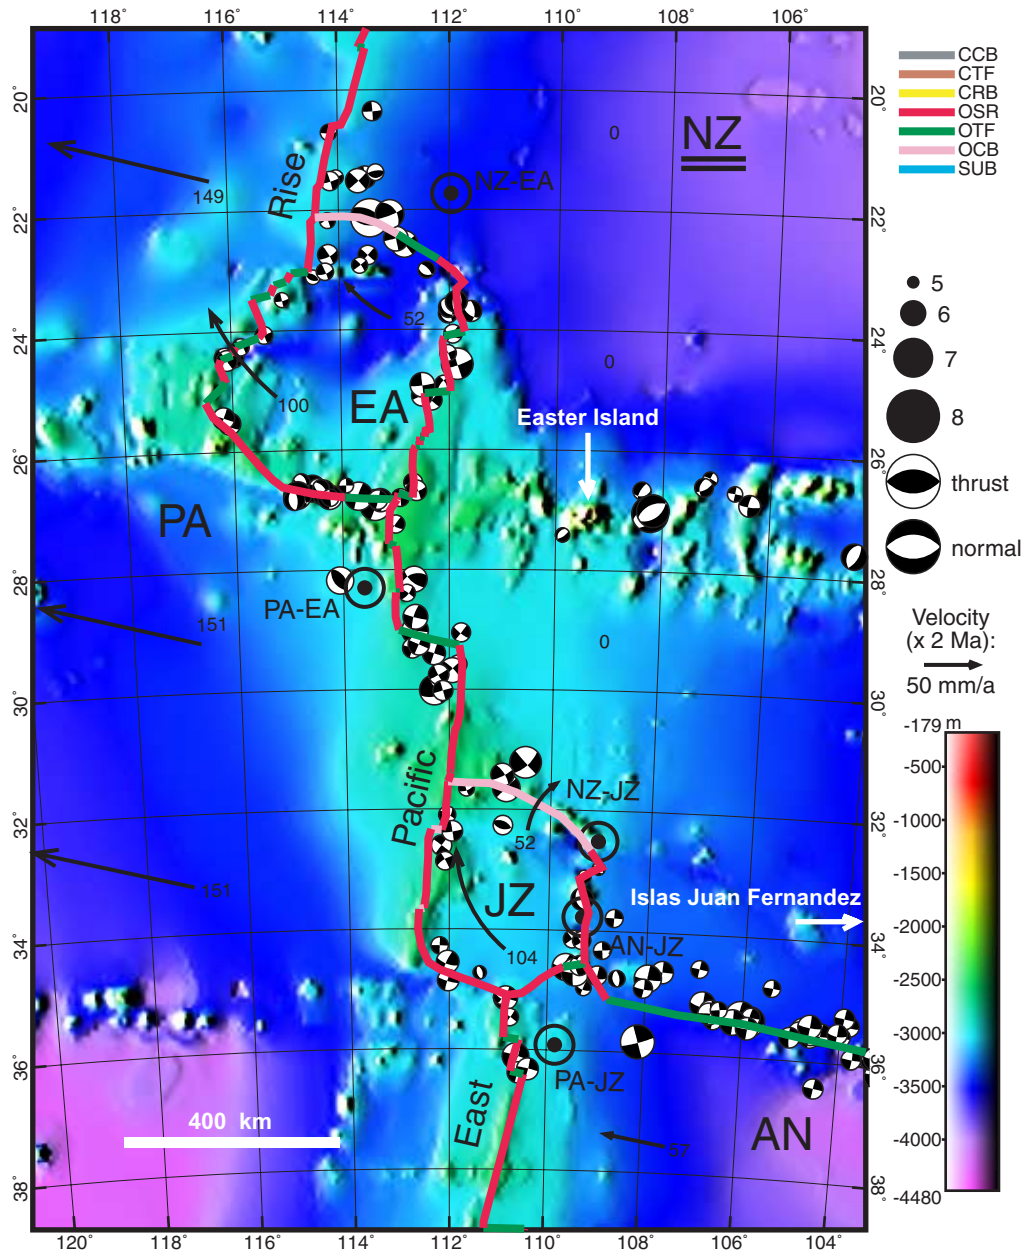 118° 116° 114° 112° 110° 108° 106°
CCB
CTF
CRB
OSR
OTF
OCB
SUB
20° 22° 24° 26° 28° 30° 32° 34° 36° 38°
20° 22° 24° 26° 28° 30° 32° 34° 36° 38°
NZ
0
149
Rise
NZ-EA
52
0
100
EA
Easter Island
PA
PA-EA
151
0
Pacific
NZ-JZ
52
151
JZ
Islas Juan Fernandez
AN-JZ
104
PA-JZ
400 km
East
57
AN
5
6
7
8
thrust
normal
Velocity
(x 2 Ma):
50 mm/a
-179 m
-500
-1000
-1500
-2000
-2500
-3000
-3500
-4000
-4480
120° 118° 116° 114° 112° 110° 108° 106° 104°